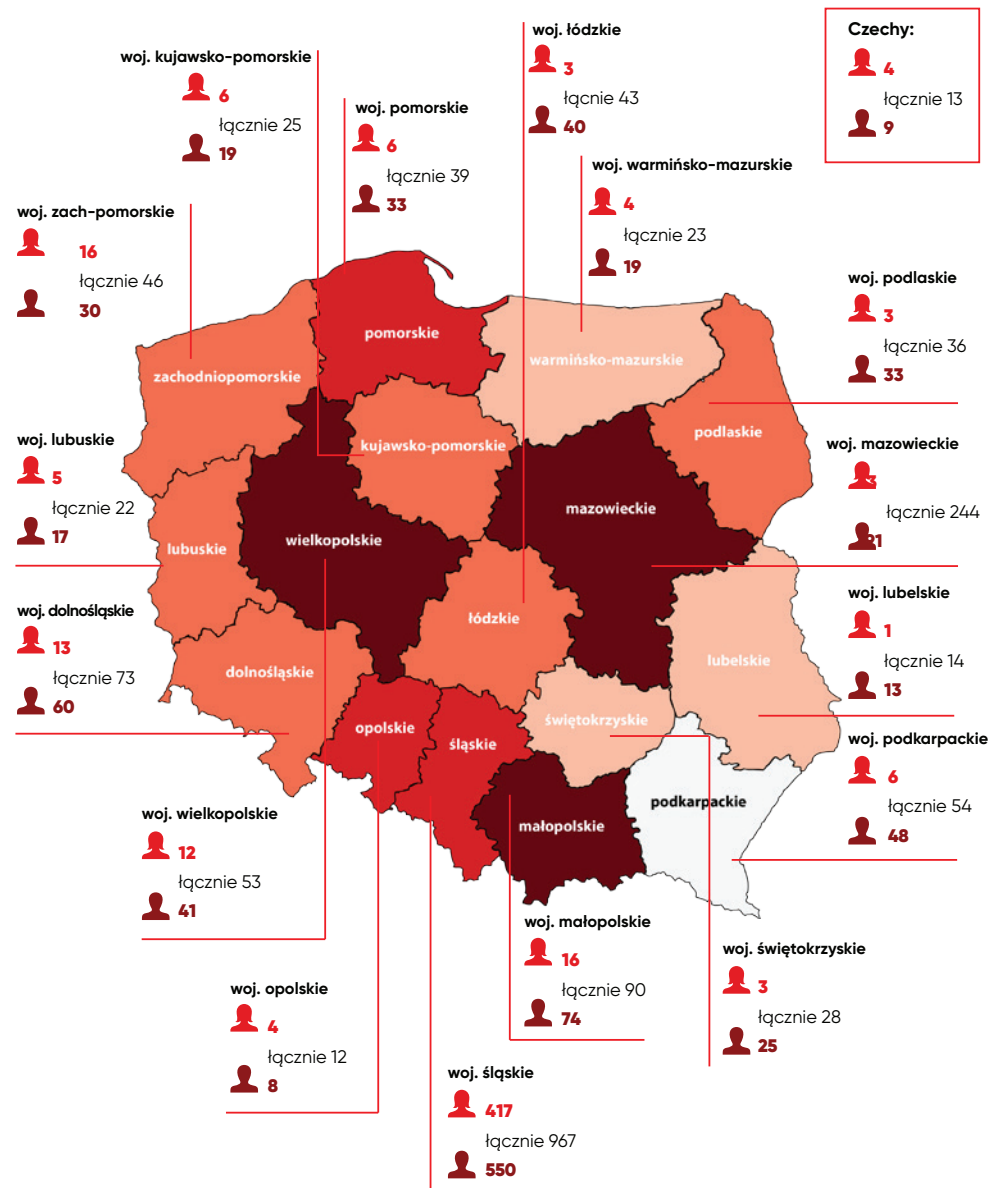 woj. łódzkie
3
łącznie 43
40
Czechy:
4
łącznie 13
9
woj. kujawsko-pomorskie
6
łącznie 25
19
woj. pomorskie
6
łącznie 39
33
woj. warmińsko-mazurskie
4
łącznie 23
19
woj. zach-pomorskie
16
łącznie 46
30
woj. podlaskie
3
łącznie 36
33
woj. lubuskie
5
łącznie 22
17
woj. mazowieckie
łącznie 244
woj. dolnośląskie
13
łącznie 73
60
woj. lubelskie
1
łącznie 14
13
woj. podkarpackie
6
łącznie 54
48
pomorskie
zachodniopomorskie
warmińsko-mazurskie
kujawsko-pomorskie
podlaskie
mazowieckie
wielkopolskie
lubuskie
łódzkie
dolnośląskie
lubelskie
opolskie
śląskie
świętokrzyskie
małopolskie
podkarpackie
woj. wielkopolskie
12
łącznie 53
41
woj. małopolskie
16
łącznie 90
74
woj. świętokrzyskie
3
łącznie 28
25
woj. opolskie
4
łącznie 12
8
woj. śląskie
417
łącznie 967
550